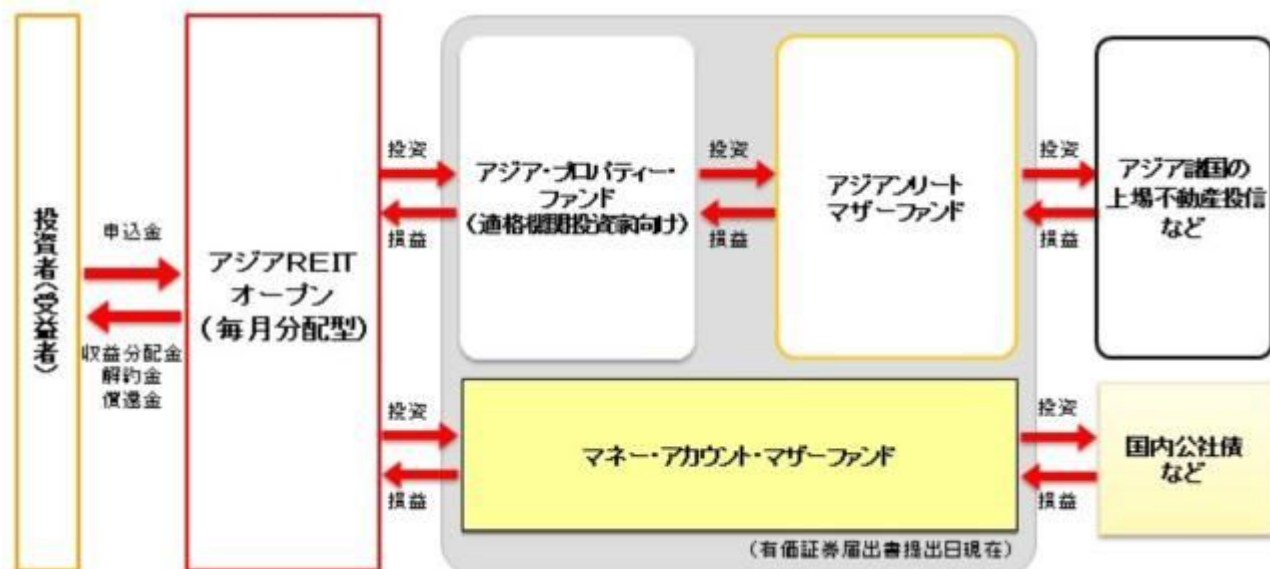 投資者(受益者)
申込金
収益分配金
解約金
償還金
アジアREIT
オープン
(毎月分配型)
投資
損益
アジア・プロパティー・
ファンド
(適格機関投資家向け)
投資
損益
アジアンリート
マザーファンド
投資
損益
アジア諸国の
上場不動産投信
など
投資
損益
マネー・アカウント・マザーファンド
投資
損益
国内公社債
など
(有価証券届出書提出日現在)